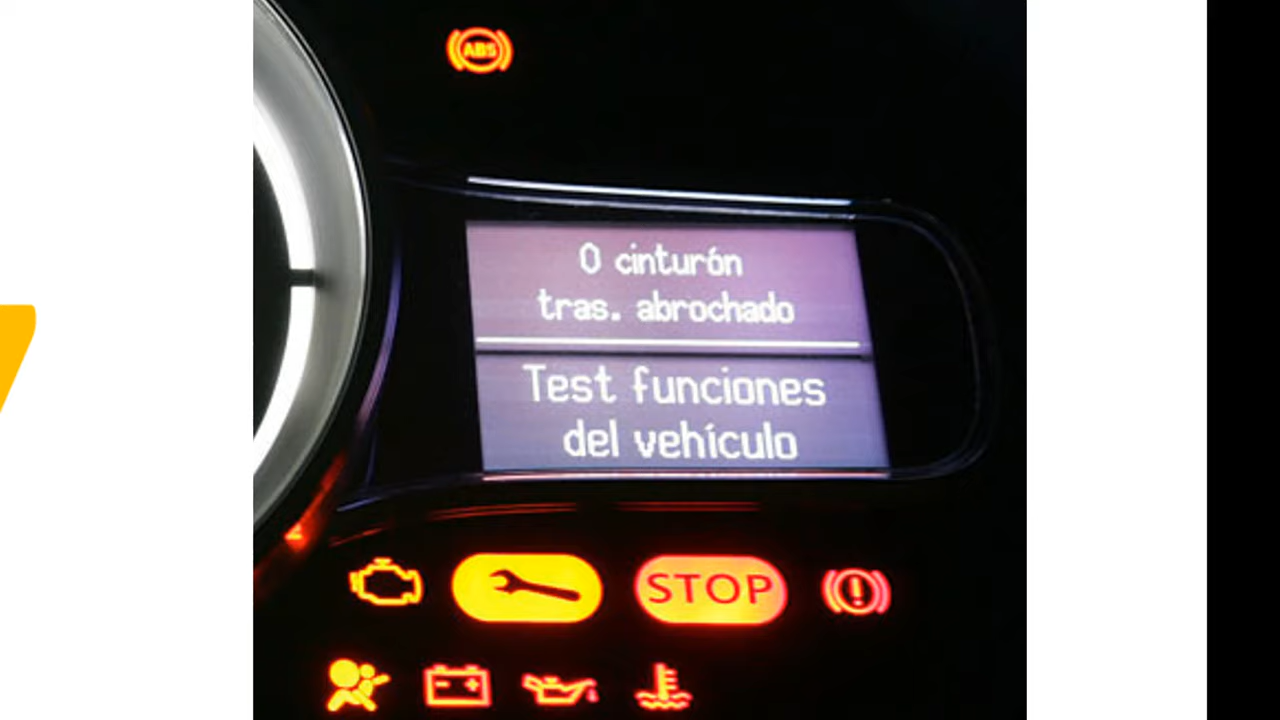 ABS
0 cinturón
tras. abrochado
Test funciones
del vehículo
STOP